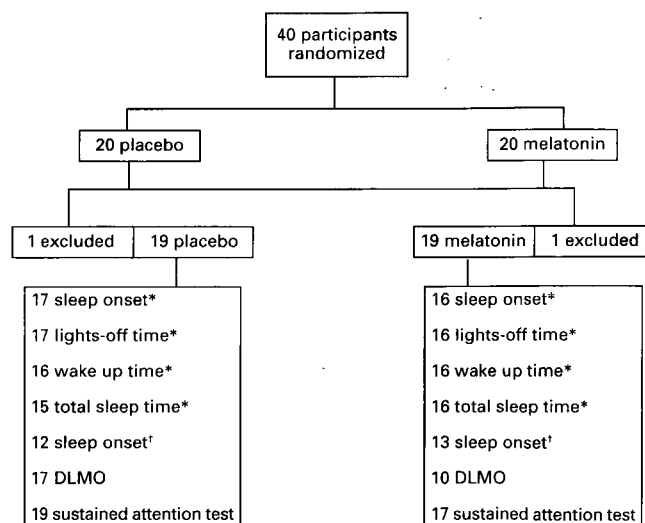 40 participants
randomized
20 placebo
20 melatonin
1 excluded
19 placebo
19 melatonin
1 excluded
17 sleep onset*
17 lights-off time*
16 wake up time*
15 total sleep time*
12 sleep onset†
17 DLMO
19 sustained attention test
16 sleep onset*
16 lights-off time*
16 wake up time*
16 total sleep time*
13 sleep onset†
10 DLMO
17 sustained attention test